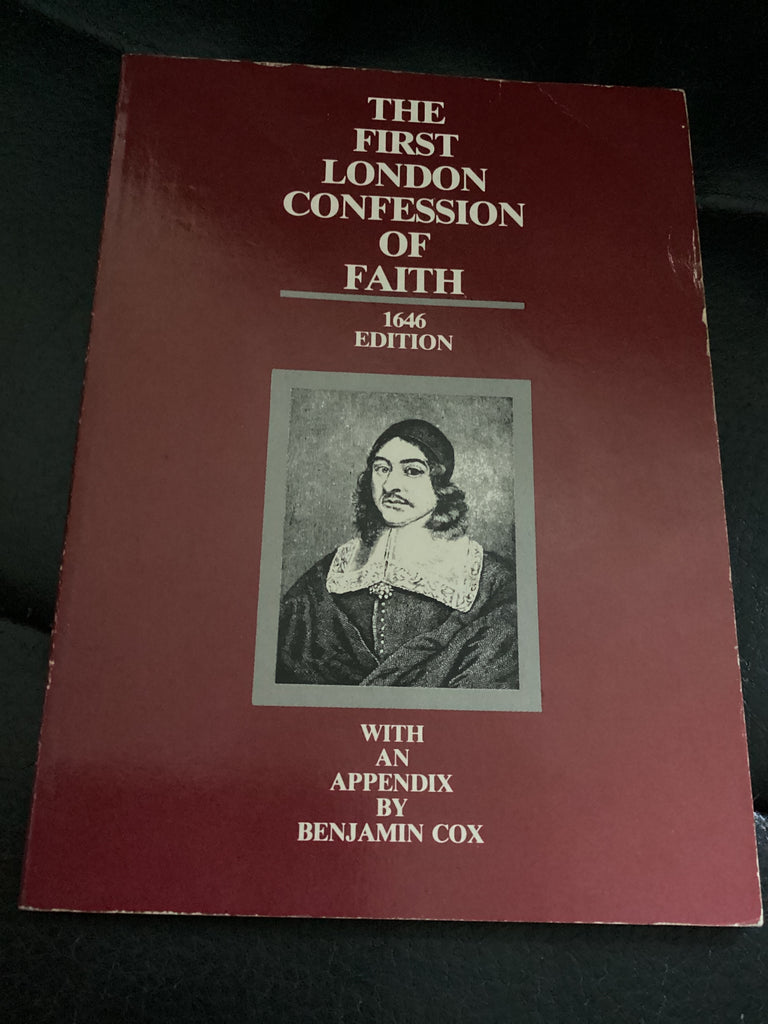 THE
FIRST
LONDON
CONFESSION
OF
FAITH
1646
EDITION
WITH
AN
APPENDIX
BY
BENJAMIN COX